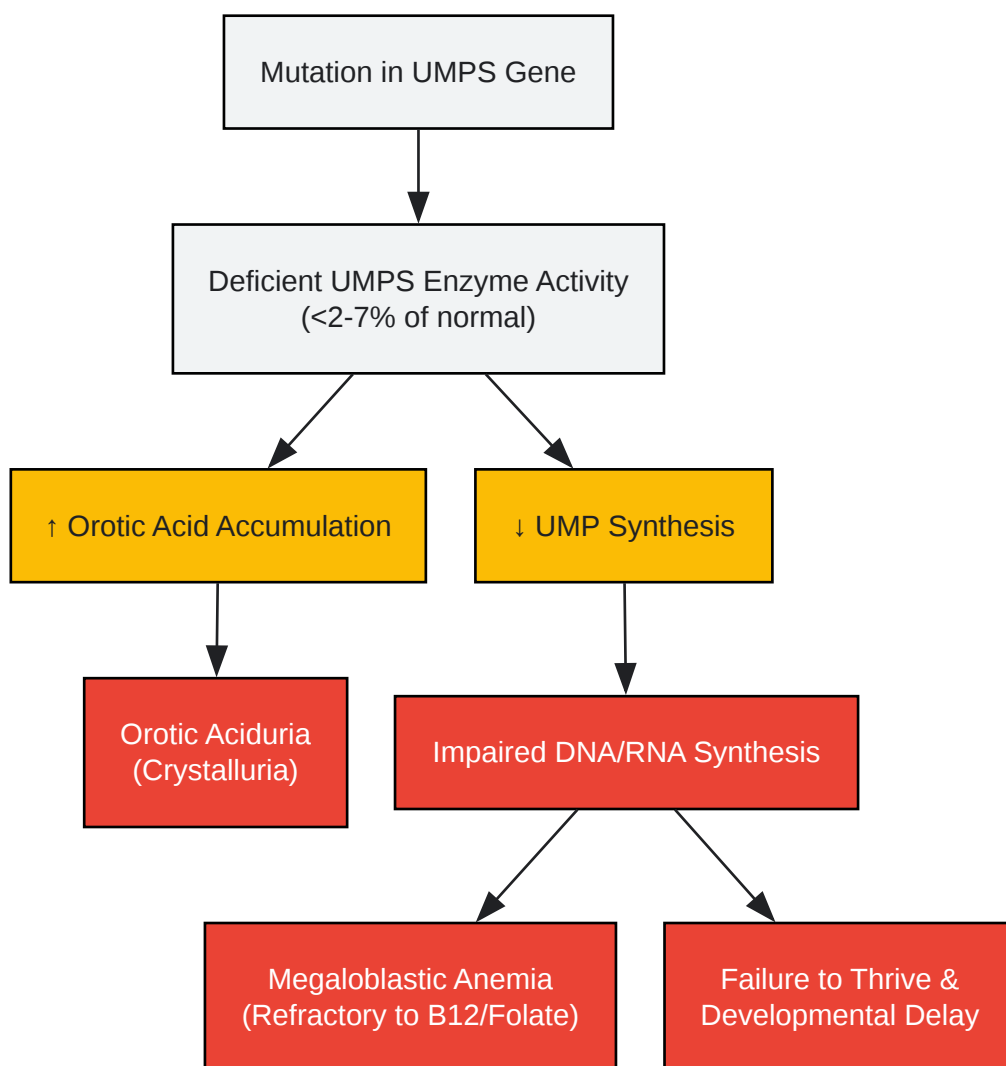 Mutation in UMPS Gene
Deficient UMPS Enzyme Activity
(<2-7% of normal)
↑ Orotic Acid Accumulation
↓ UMP Synthesis
Orotic Aciduria
(Crystalluria)
Impaired DNA/RNA Synthesis
Megaloblastic Anemia
(Refractory to B12/Folate)
Failure to Thrive &
Developmental Delay